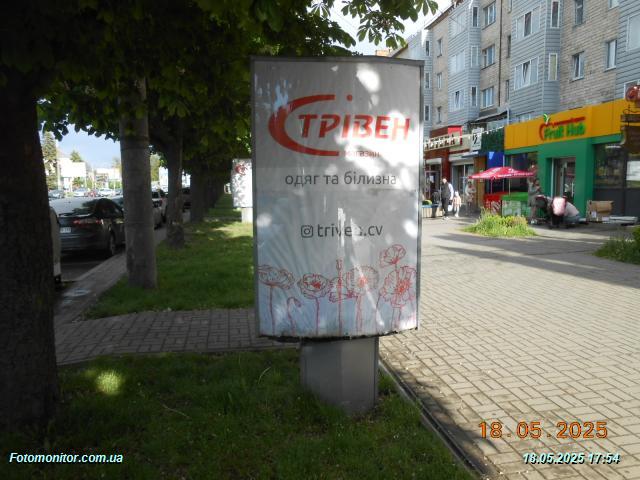 ТРІВЕН
магазин
одяг та білизна
triven.cv
Fruit Hub
18.05.2025
Fotomonitor.com.ua
18.05.2025 17:54